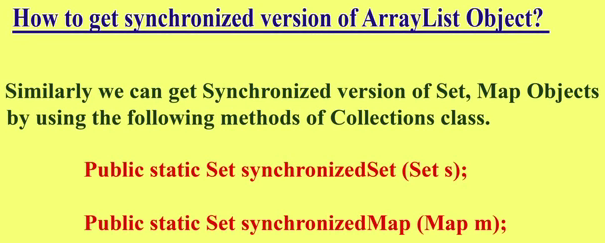 How to get synchronized version of ArrayList Object?
Similarly we can get Synchronized version of Set, Map Objects
by using the following methods of Collections class.
Public static Set synchronizedSet (Set s);
Public static Set synchronizedMap (Map m);